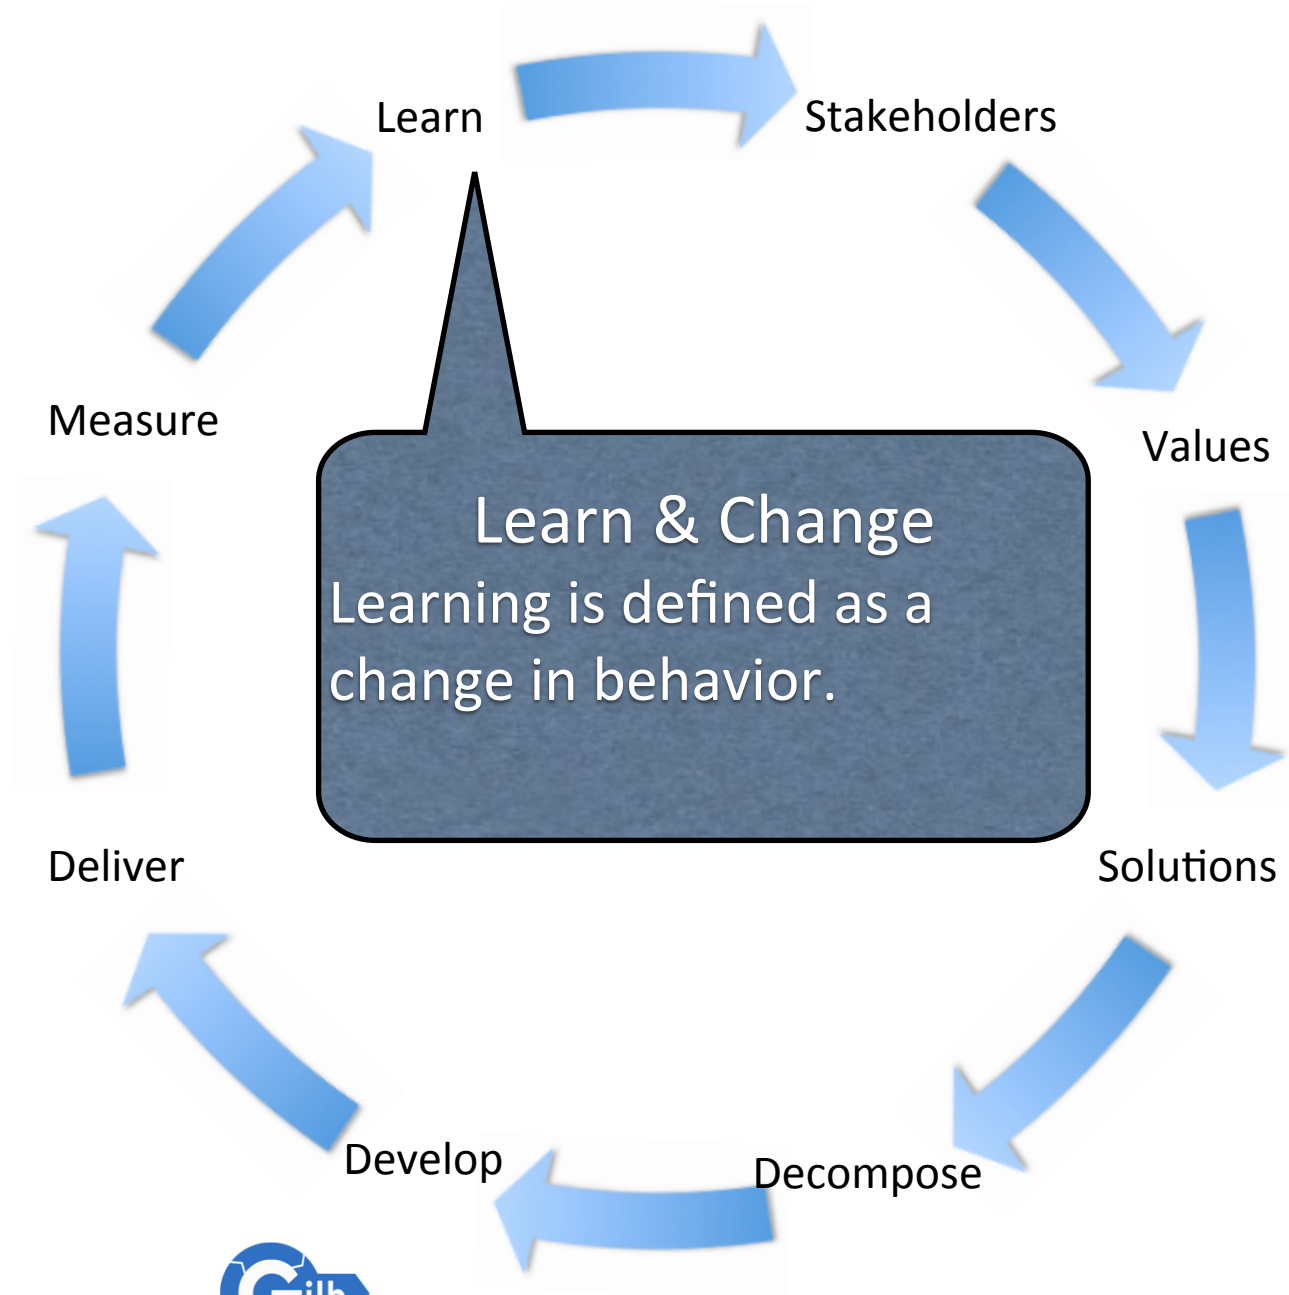 Learn
Stakeholders
Measure
Values
Learn & Change
Learning is defined as a
change in behavior.
Deliver
Solutions
Develop
Decompose